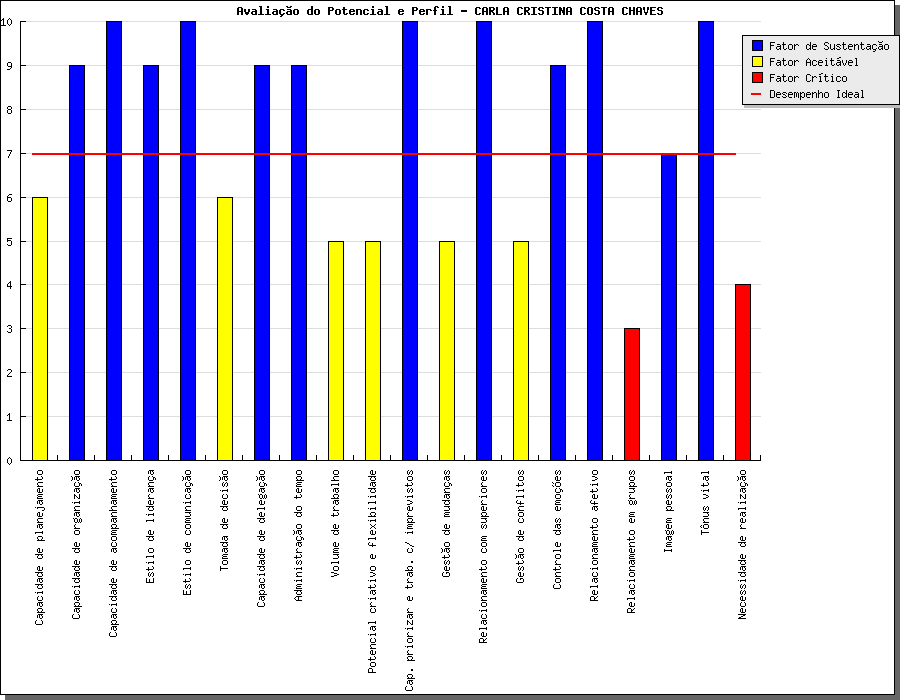 Avaliação do Potencial e Perfil - CARLA CRISTINA COSTA CHAVES
Fator de Sustentação
Fator Aceitável
Fator Crítico
Desempenho Ideal
10
9
8
7
6
5
4
3
2
1
0
Capacidade de planejamento
Capacidade de organização
Capacidade de acompanhamento
Estilo de liderança
Estilo de comunicação
Tomada de decisão
Capacidade de delegação
Administração do tempo
Volume de trabalho
Potencial criativo e flexibilidade
Cap. priorizar e trab. c/ imprevistos
Gestão de mudanças
Relacionamento com superiores
Gestão de conflitos
Controle das emoções
Relacionamento afetivo
Relacionamento em grupos
Imagem pessoal
Tônus vital
Necessidade de realização